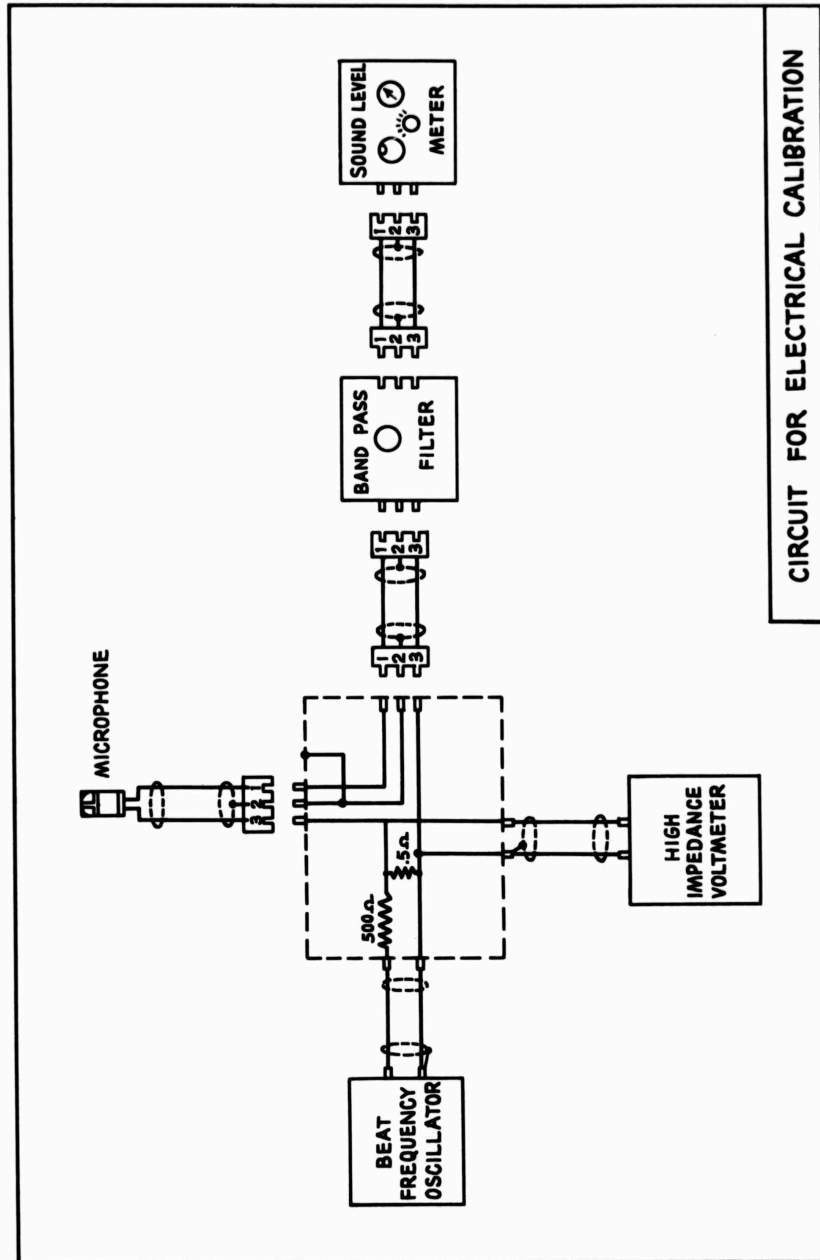 MICROPHONE
3 2 1
BEAT
FREQUENCY
OSCILLATOR
500Ω
.5Ω
HIGH
IMPEDANCE
VOLTMETER
1
2
3
1
2
3
BAND PASS
FILTER
1
2
3
1
2
3
SOUND LEVEL
METER
CIRCUIT FOR ELECTRICAL CALIBRATION